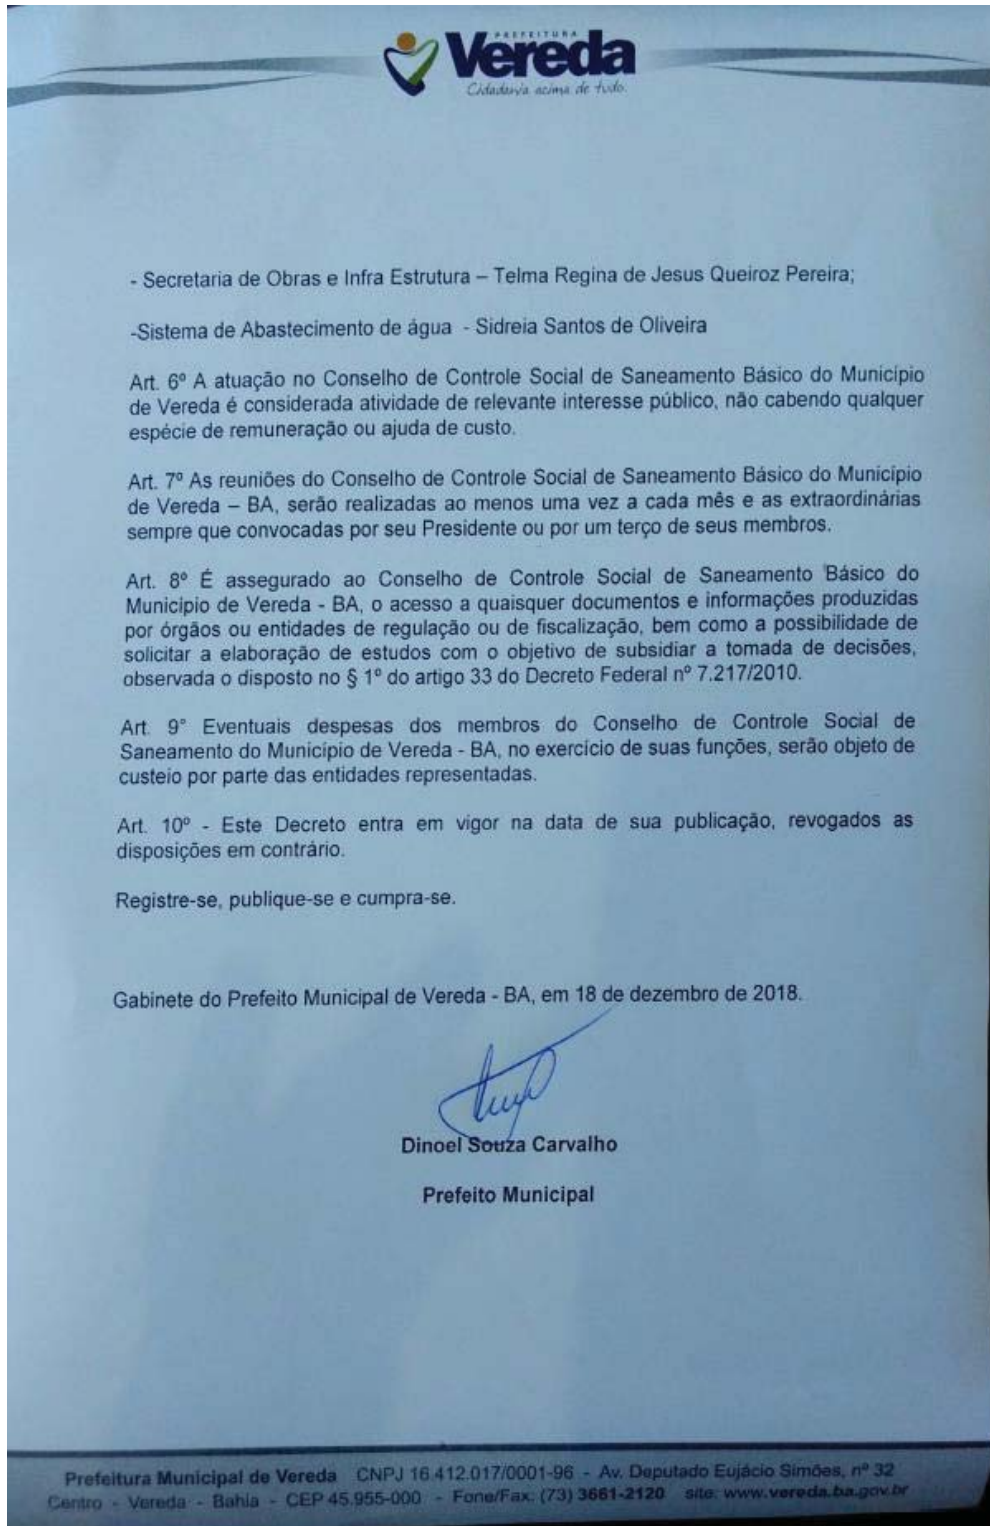 PREFEITURA
Vereda
Cidadania acima de tudo.
- Secretaria de Obras e Infra Estrutura – Telma Regina de Jesus Queiroz Pereira;
-Sistema de Abastecimento de água - Sidreia Santos de Oliveira
Art. 6º A atuação no Conselho de Controle Social de Saneamento Básico do Município
de Vereda é considerada atividade de relevante interesse público, não cabendo qualquer
espécie de remuneração ou ajuda de custo.
Art. 7º As reuniões do Conselho de Controle Social de Saneamento Básico do Município
de Vereda – BA, serão realizadas ao menos uma vez a cada mês e as extraordinárias
sempre que convocadas por seu Presidente ou por um terço de seus membros.
Art. 8º É assegurado ao Conselho de Controle Social de Saneamento Básico do
Município de Vereda - BA, o acesso a quaisquer documentos e informações produzidas
por órgãos ou entidades de regulação ou de fiscalização, bem como a possibilidade de
solicitar a elaboração de estudos com o objetivo de subsidiar a tomada de decisões,
observada o disposto no § 1º do artigo 33 do Decreto Federal nº 7.217/2010.
Art. 9° Eventuais despesas dos membros do Conselho de Controle Social de
Saneamento do Município de Vereda - BA, no exercício de suas funções, serão objeto de
custeio por parte das entidades representadas.
Art. 10º - Este Decreto entra em vigor na data de sua publicação, revogados as
disposições em contrário.
Registre-se, publique-se e cumpra-se.
Gabinete do Prefeito Municipal de Vereda - BA, em 18 de dezembro de 2018.
Dinoel Souza Carvalho
Prefeito Municipal
Prefeitura Municipal de Vereda CNPJ 16.412.017/0001-96 - Av. Deputado Eujácio Simões, nº 32
Centro - Vereda - Bahia - CEP 45.955-000 - Fone/Fax: (73) 3661-2120 site: www.vereda.ba.gov.br